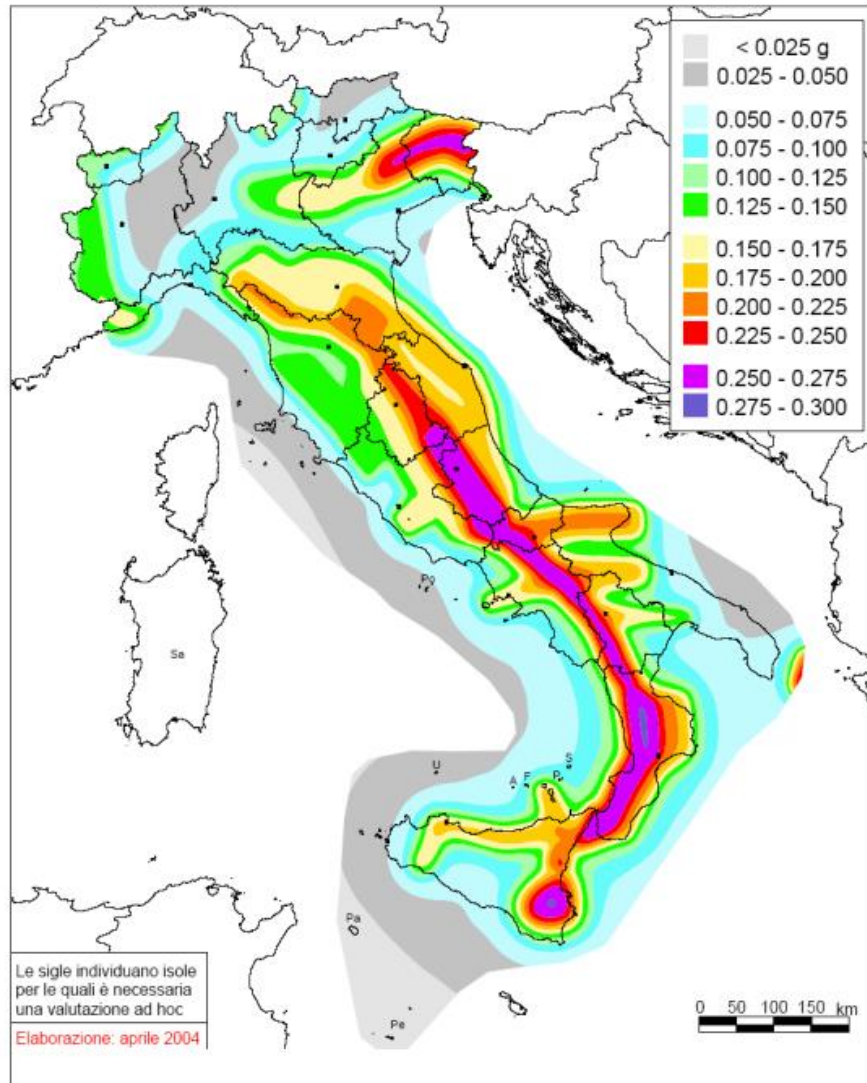 < 0.025 g
0.025 - 0.050
0.050 - 0.075
0.075 - 0.100
0.100 - 0.125
0.125 - 0.150
0.150 - 0.175
0.175 - 0.200
0.200 - 0.225
0.225 - 0.250
0.250 - 0.275
0.275 - 0.300
Po
Sa
S
U
A
F
P
Pa
Pe
Le sigle individuano isole
per le quali è necessaria
una valutazione ad hoc
Elaborazione: aprile 2004
0 50 100 150 km